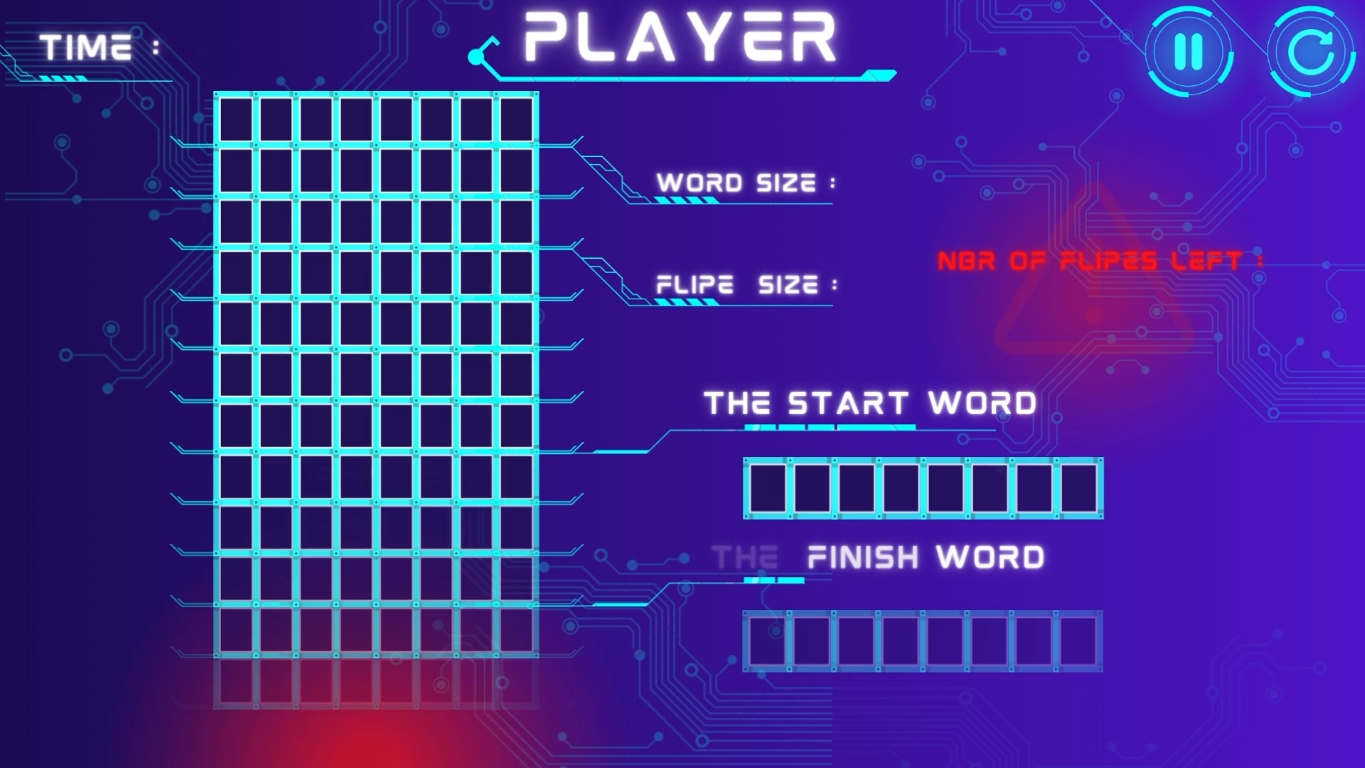 TIME :
PLAYER
WORD SIZE :
NBR OF FLIPES LEFT :
FLIPE SIZE :
THE START WORD
THE FINISH WORD